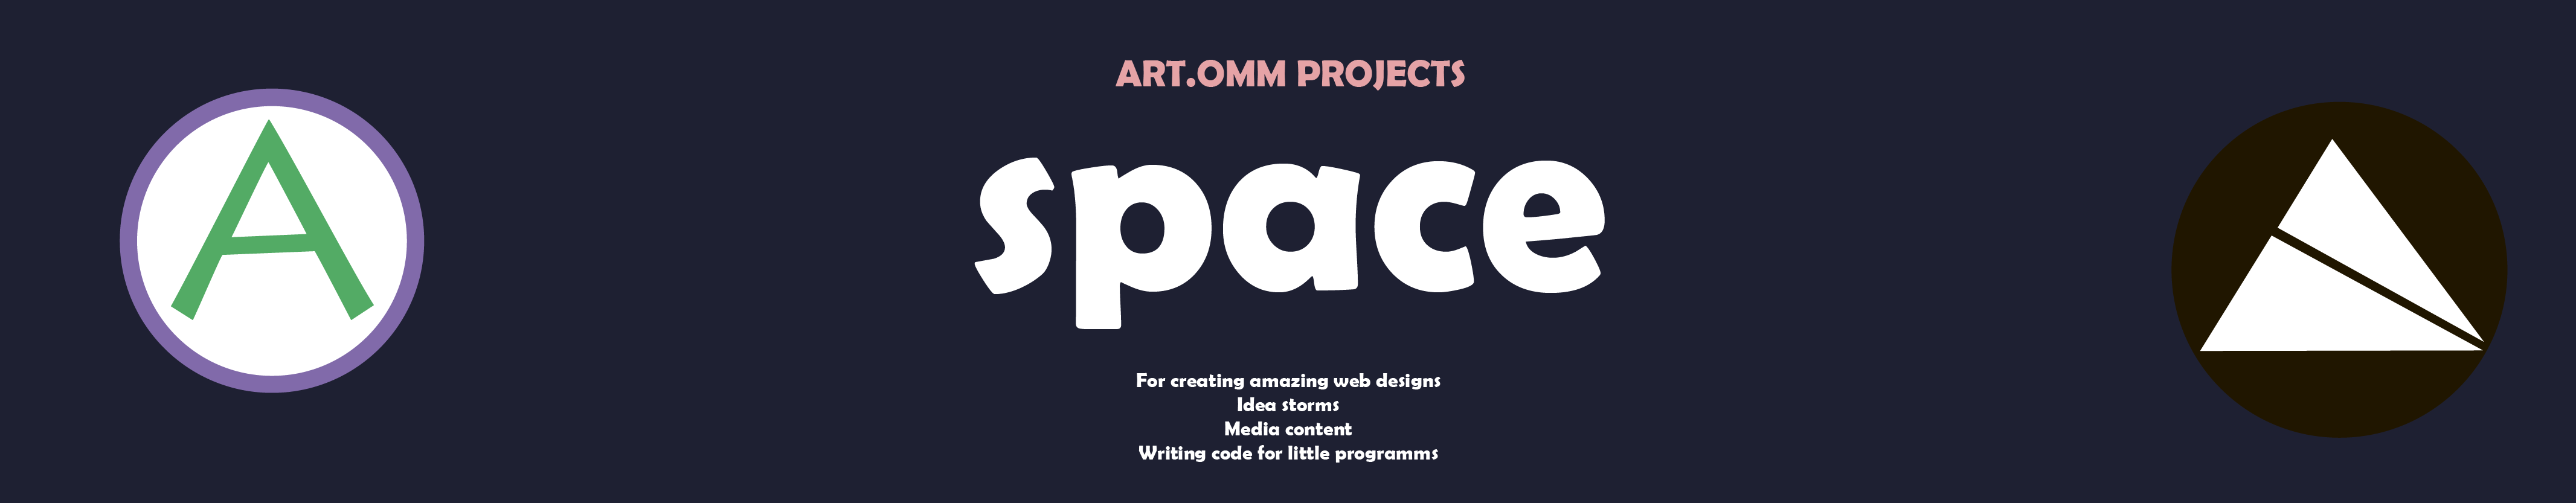 A
ART.OMM PROJECTS
space
For creating amazing web designs
Idea storms
Media content
Writing code for little programms